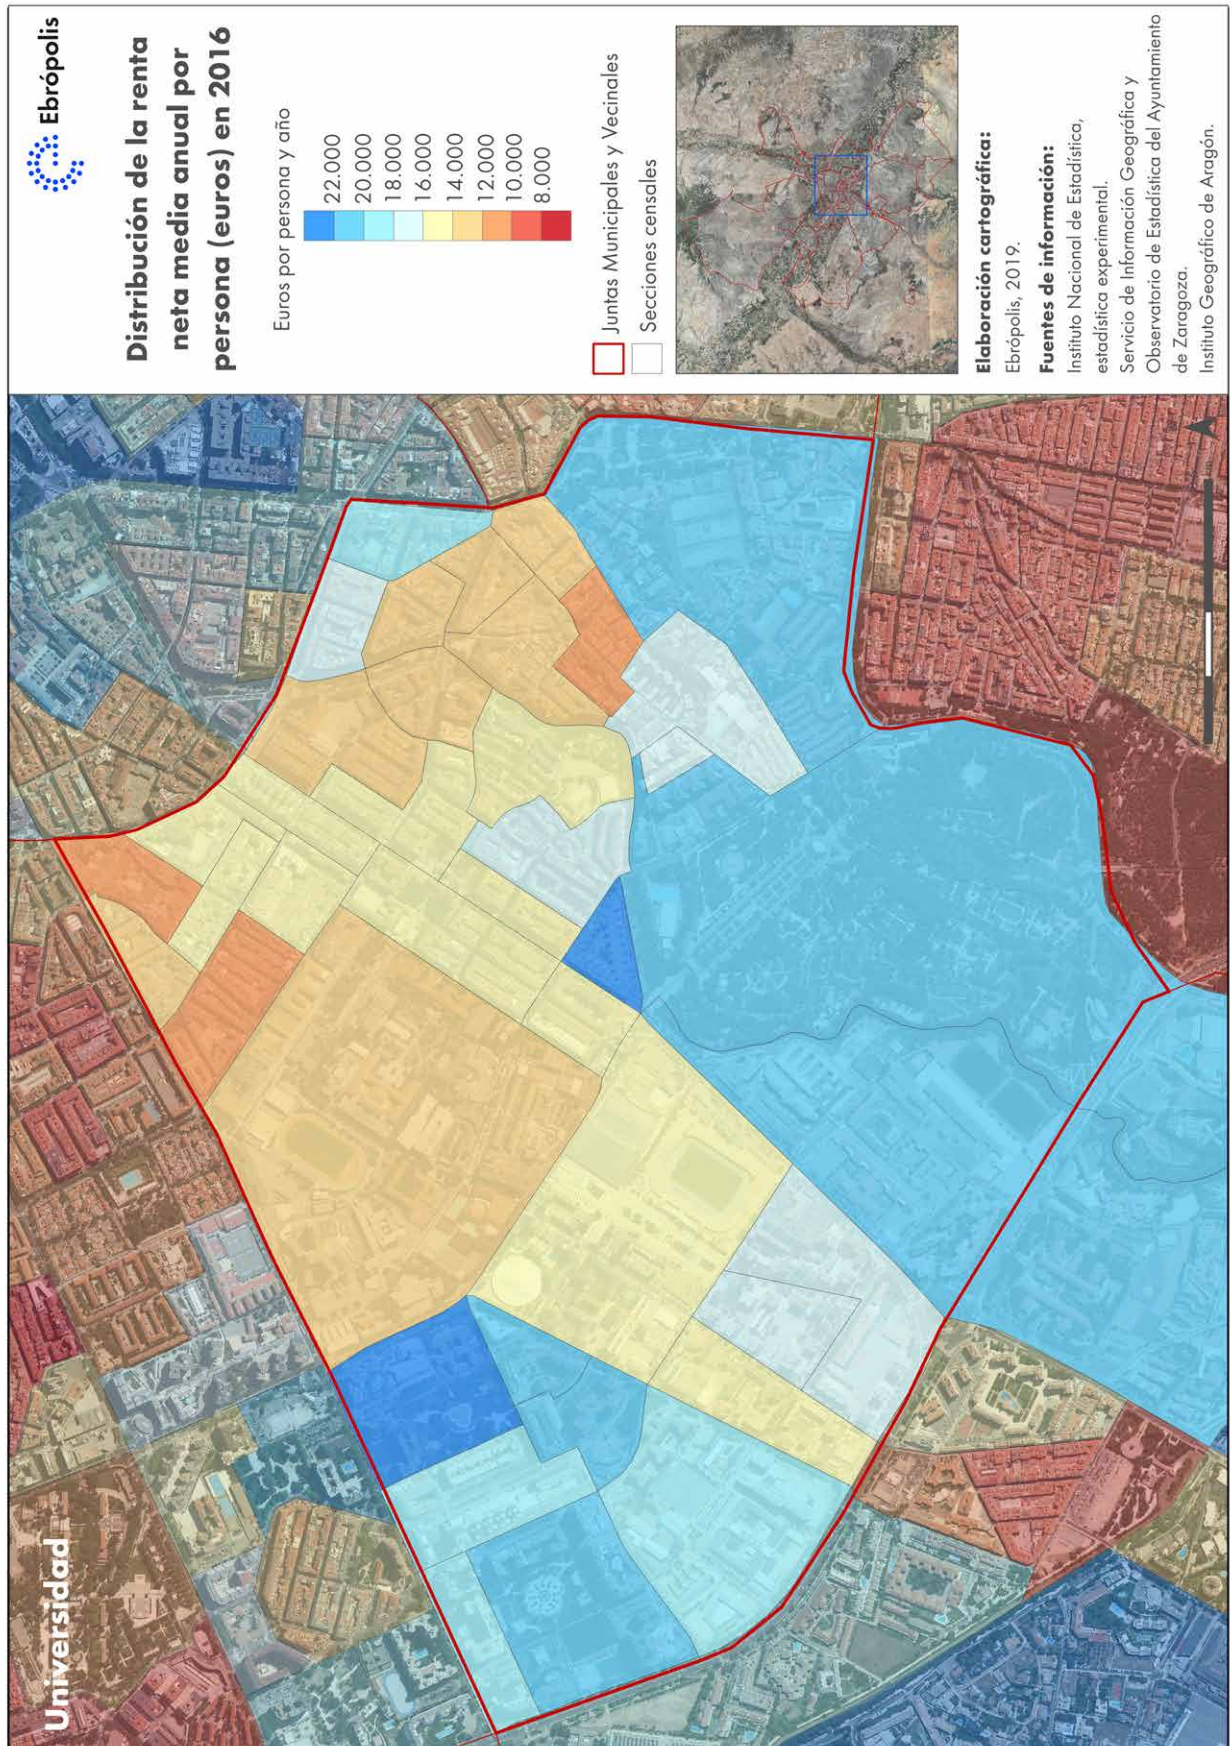 Universidad
Ebrópolis
Distribución de la renta
neta media anual por
persona (euros) en 2016
Euros por persona y año
22.000
20.000
18.000
16.000
14.000
12.000
10.000
8.000
Juntas Municipales y Vecinales
Secciones censales
Elaboración cartográfica:
Ebrópolis, 2019.
Fuentes de información:
Instituto Nacional de Estadística,
estadística experimental.
Servicio de Información Geográfica y
Observatorio de Estadística del Ayuntamiento
de Zaragoza.
Instituto Geográfico de Aragón.